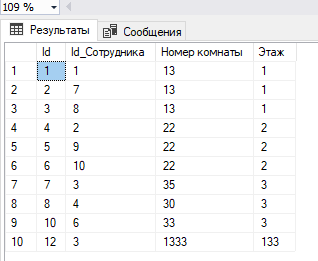 109 %
Результаты Сообщения
Id Id_Сотрудника Номер комнаты Этаж
1 1 1 13 1
2 2 7 13 1
3 3 8 13 1
4 4 2 22 2
5 5 9 22 2
6 6 10 22 2
7 7 3 35 3
8 8 4 30 3
9 10 6 33 3
10 12 3 1333 133